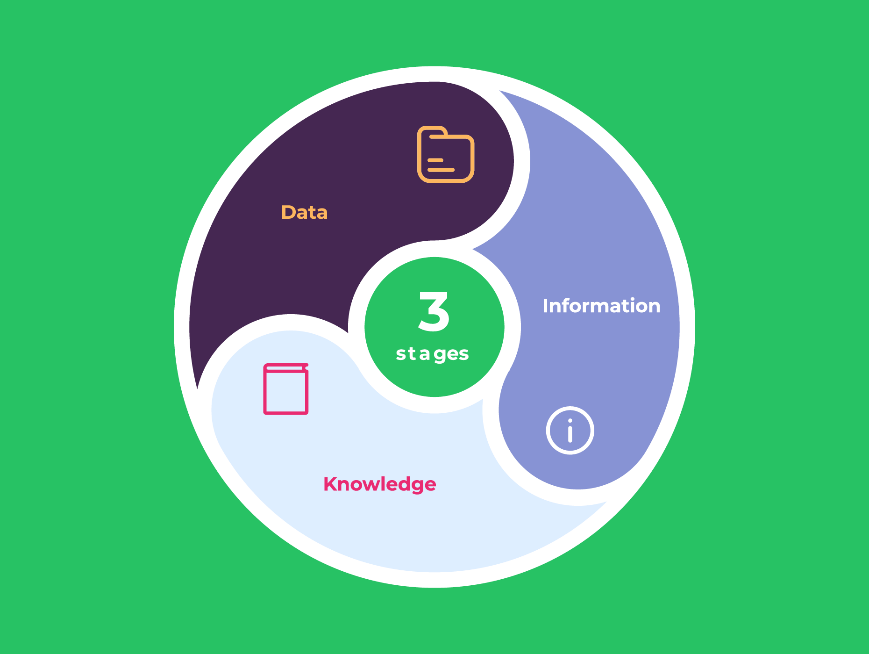 Data
Information
3
stages
Knowledge